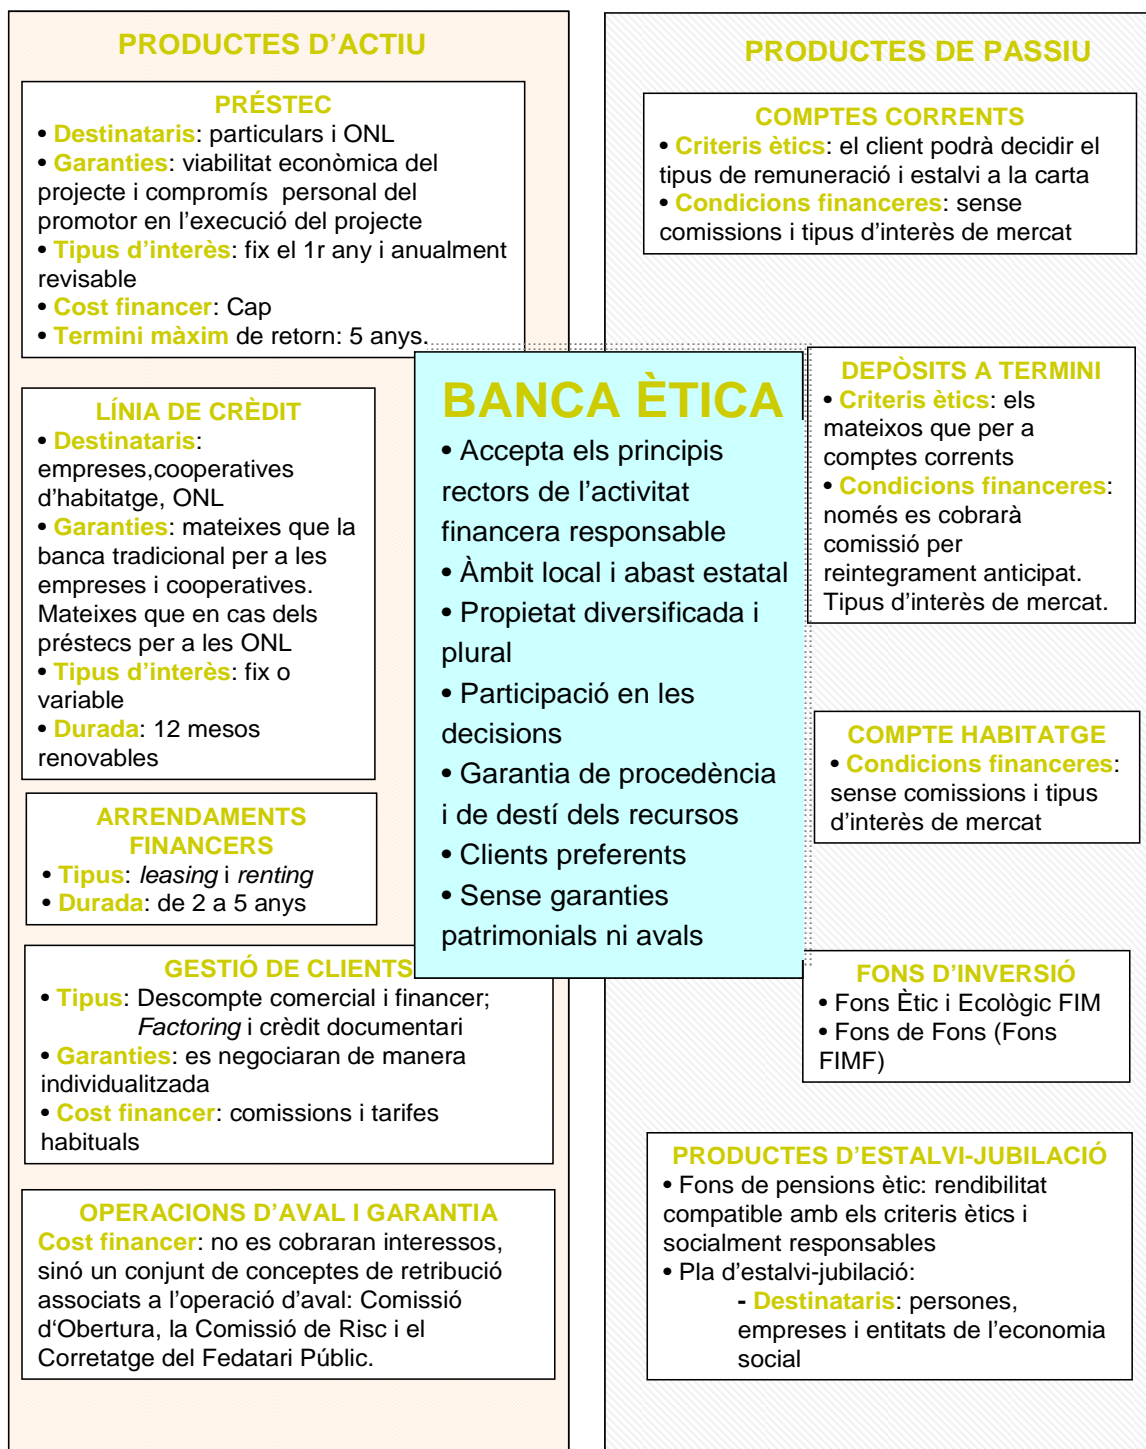 PRODUCTES D’ACTIU
PRÉSTEC
• Destinataris: particulars i ONL
• Garanties: viabilitat econòmica del
projecte i compromís personal del
promotor en l’execució del projecte
• Tipus d’interès: fix el 1r any i anualment
revisable
• Cost financer: Cap
• Termini màxim de retorn: 5 anys.
LÍNIA DE CRÈDIT
• Destinataris:
empreses,cooperatives
d’habitatge, ONL
• Garanties: mateixes que la
banca tradicional per a les
empreses i cooperatives.
Mateixes que en cas dels
préstecs per a les ONL
• Tipus d’interès: fix o
variable
• Durada: 12 mesos
renovables
ARRENDAMENTS
FINANCERS
• Tipus: leasing i renting
• Durada: de 2 a 5 anys
GESTIÓ DE CLIENTS
• Tipus: Descompte comercial i financer;
Factoring i crèdit documentari
• Garanties: es negociaran de manera
individualitzada
• Cost financer: comissions i tarifes
habituals
OPERACIONS D’AVAL I GARANTIA
Cost financer: no es cobraran interessos,
sinó un conjunt de conceptes de retribució
associats a l’operació d’aval: Comissió
d‘Obertura, la Comissió de Risc i el
Corretatge del Fedatari Públic.
BANCA ÈTICA
• Accepta els principis
rectors de l’activitat
financera responsable
• Àmbit local i abast estatal
• Propietat diversificada i
plural
• Participació en les
decisions
• Garantia de procedència
i de destí dels recursos
• Clients preferents
• Sense garanties
patrimonials ni avals
PRODUCTES DE PASSIU
COMPTES CORRENTS
• Criteris ètics: el client podrà decidir el
tipus de remuneració i estalvi a la carta
• Condicions financeres: sense
comissions i tipus d’interès de mercat
DEPÒSITS A TERMINI
• Criteris ètics: els
mateixos que per a
comptes corrents
• Condicions financeres:
només es cobrarà
comissió per
reintegrament anticipat.
Tipus d’interès de mercat.
COMPTE HABITATGE
• Condicions financeres:
sense comissions i tipus
d’interès de mercat
FONS D’INVERSIÓ
• Fons Ètic i Ecològic FIM
• Fons de Fons (Fons
FIMF)
PRODUCTES D’ESTALVI-JUBILACIÓ
• Fons de pensions ètic: rendibilitat
compatible amb els criteris ètics i
socialment responsables
• Pla d’estalvi-jubilació:
- Destinataris: persones,
empreses i entitats de l’economia
social